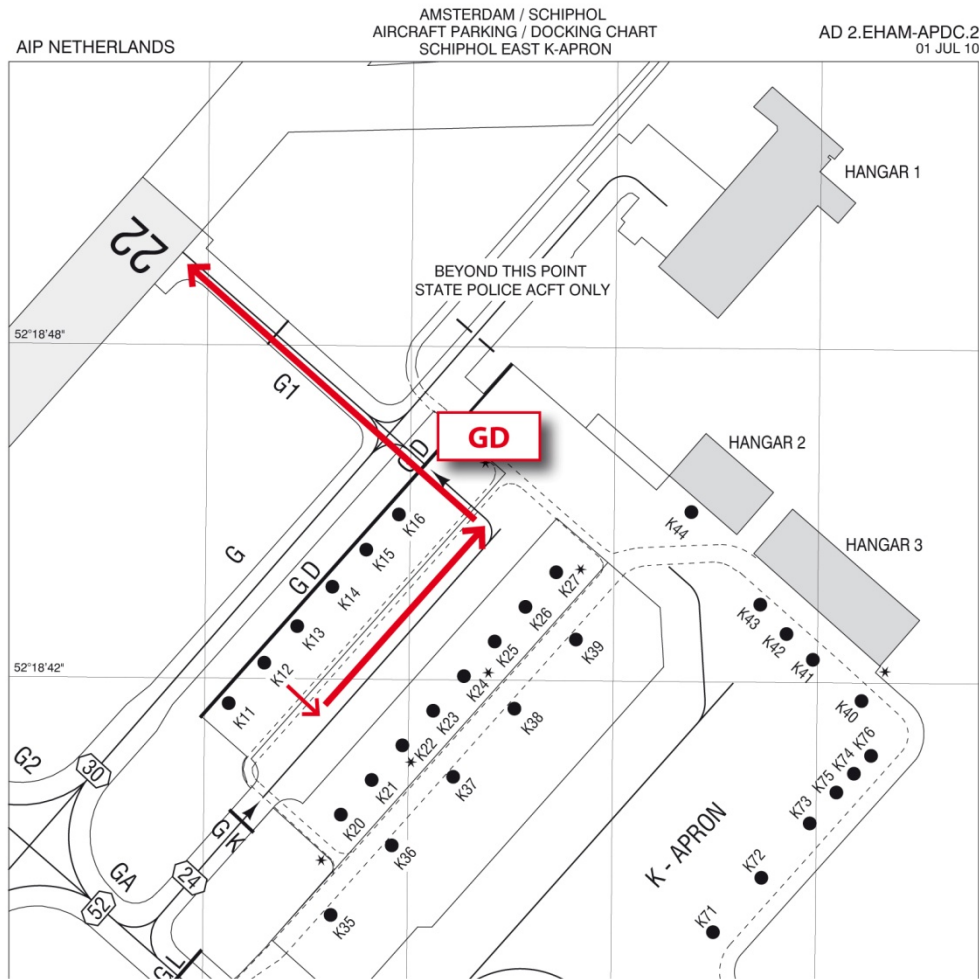 AIP NETHERLANDS
AMSTERDAM / SCHIPHOL
AIRCRAFT PARKING / DOCKING CHART
SCHIPHOL EAST K-APRON
AD 2.EHAM-APDC.2
01 JUL 10
HANGAR 1
22
BEYOND THIS POINT
STATE POLICE ACFT ONLY
52°18'48"
G1
GD
GD
HANGAR 2
K16
K44
HANGAR 3
K15
G
GD
K14
K27
K26
K43
K13
K25
K39
K42
K41
52°18'42"
K12
K24
K11
K23
K38
K40
K76
K22
K74
G2
30
K21
K37
K75
K20
K73
GK
K-APRON
K36
GA
24
K72
52
K35
K71
GL